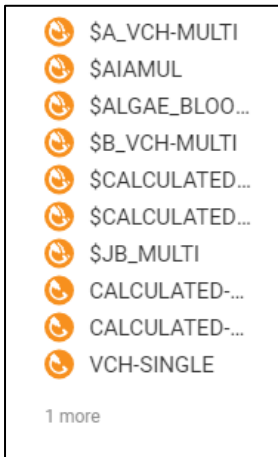 $A_VCH-MULTI
$AIAMUL
$ALGAE_BLOO...
$B_VCH-MULTI
$CALCULATED...
$CALCULATED...
$JB_MULTI
CALCULATED-...
CALCULATED-...
VCH-SINGLE
1 more